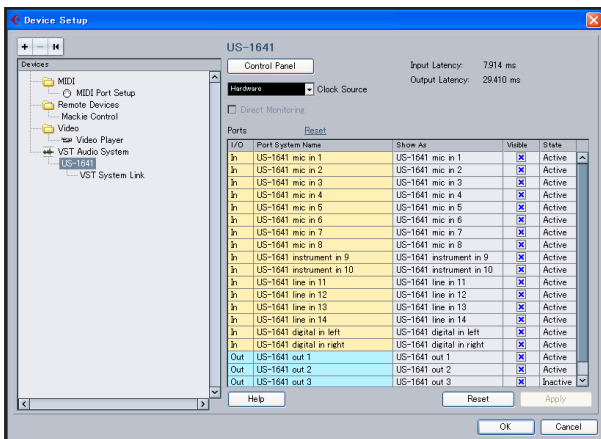 Device Setup
Devices
MIDI
MIDI Port Setup
Remote Devices
Mackie Control
Video
Video Player
VST Audio System
US-1641
VST System Link
US-1641
Control Panel
Input Latency: 7.914 ms
Output Latency: 29.410 ms
Hardware Clock Source
Direct Monitoring
Ports Reset
I/O Port System Name Show As Visible State
In US-1641 mic in 1 US-1641 mic in 1 Active
In US-1641 mic in 2 US-1641 mic in 2 Active
In US-1641 mic in 3 US-1641 mic in 3 Active
In US-1641 mic in 4 US-1641 mic in 4 Active
In US-1641 mic in 5 US-1641 mic in 5 Active
In US-1641 mic in 6 US-1641 mic in 6 Active
In US-1641 mic in 7 US-1641 mic in 7 Active
In US-1641 mic in 8 US-1641 mic in 8 Active
In US-1641 instrument in 9 US-1641 instrument in 9 Active
In US-1641 instrument in 10 US-1641 instrument in 10 Active
In US-1641 line in 11 US-1641 line in 11 Active
In US-1641 line in 12 US-1641 line in 12 Active
In US-1641 line in 13 US-1641 line in 13 Active
In US-1641 line in 14 US-1641 line in 14 Active
In US-1641 digital in left US-1641 digital in left Active
In US-1641 digital in right US-1641 digital in right Active
Out US-1641 out 1 US-1641 out 1 Active
Out US-1641 out 2 US-1641 out 2 Active
Out US-1641 out 3 US-1641 out 3 Inactive
Help Reset Apply
OK Cancel